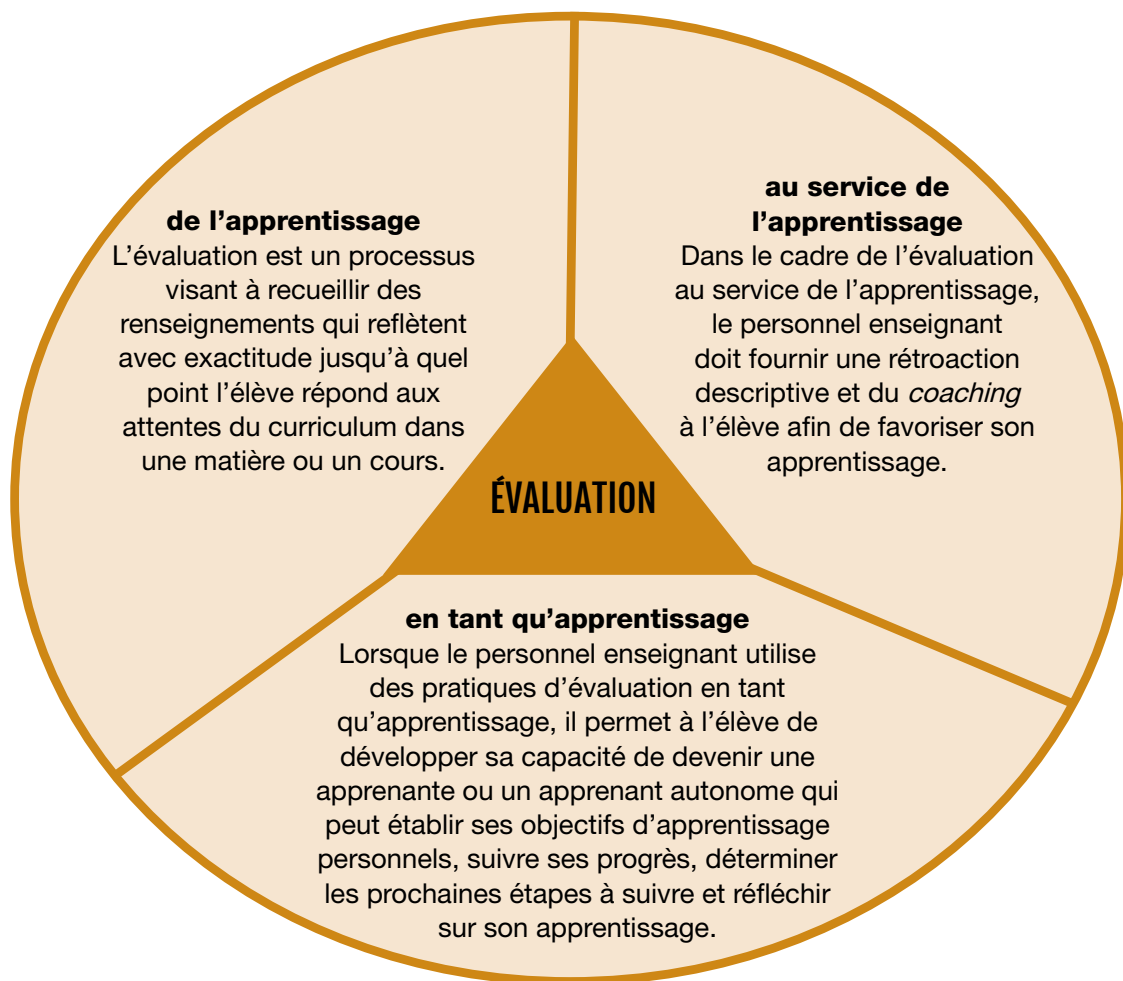 de l’apprentissage
L’évaluation est un processus
visant à recueillir des
renseignements qui reflètent
avec exactitude jusqu’à quel
point l’élève répond aux
attentes du curriculum dans
une matière ou un cours.
au service de
l’apprentissage
Dans le cadre de l’évaluation
au service de l’apprentissage,
le personnel enseignant
doit fournir une rétroaction
descriptive et du coaching
à l’élève afin de favoriser son
apprentissage.
ÉVALUATION
en tant qu’apprentissage
Lorsque le personnel enseignant utilise
des pratiques d’évaluation en tant
qu’apprentissage, il permet à l’élève de
développer sa capacité de devenir une
apprenante ou un apprenant autonome qui
peut établir ses objectifs d’apprentissage
personnels, suivre ses progrès, déterminer
les prochaines étapes à suivre et réfléchir
sur son apprentissage.